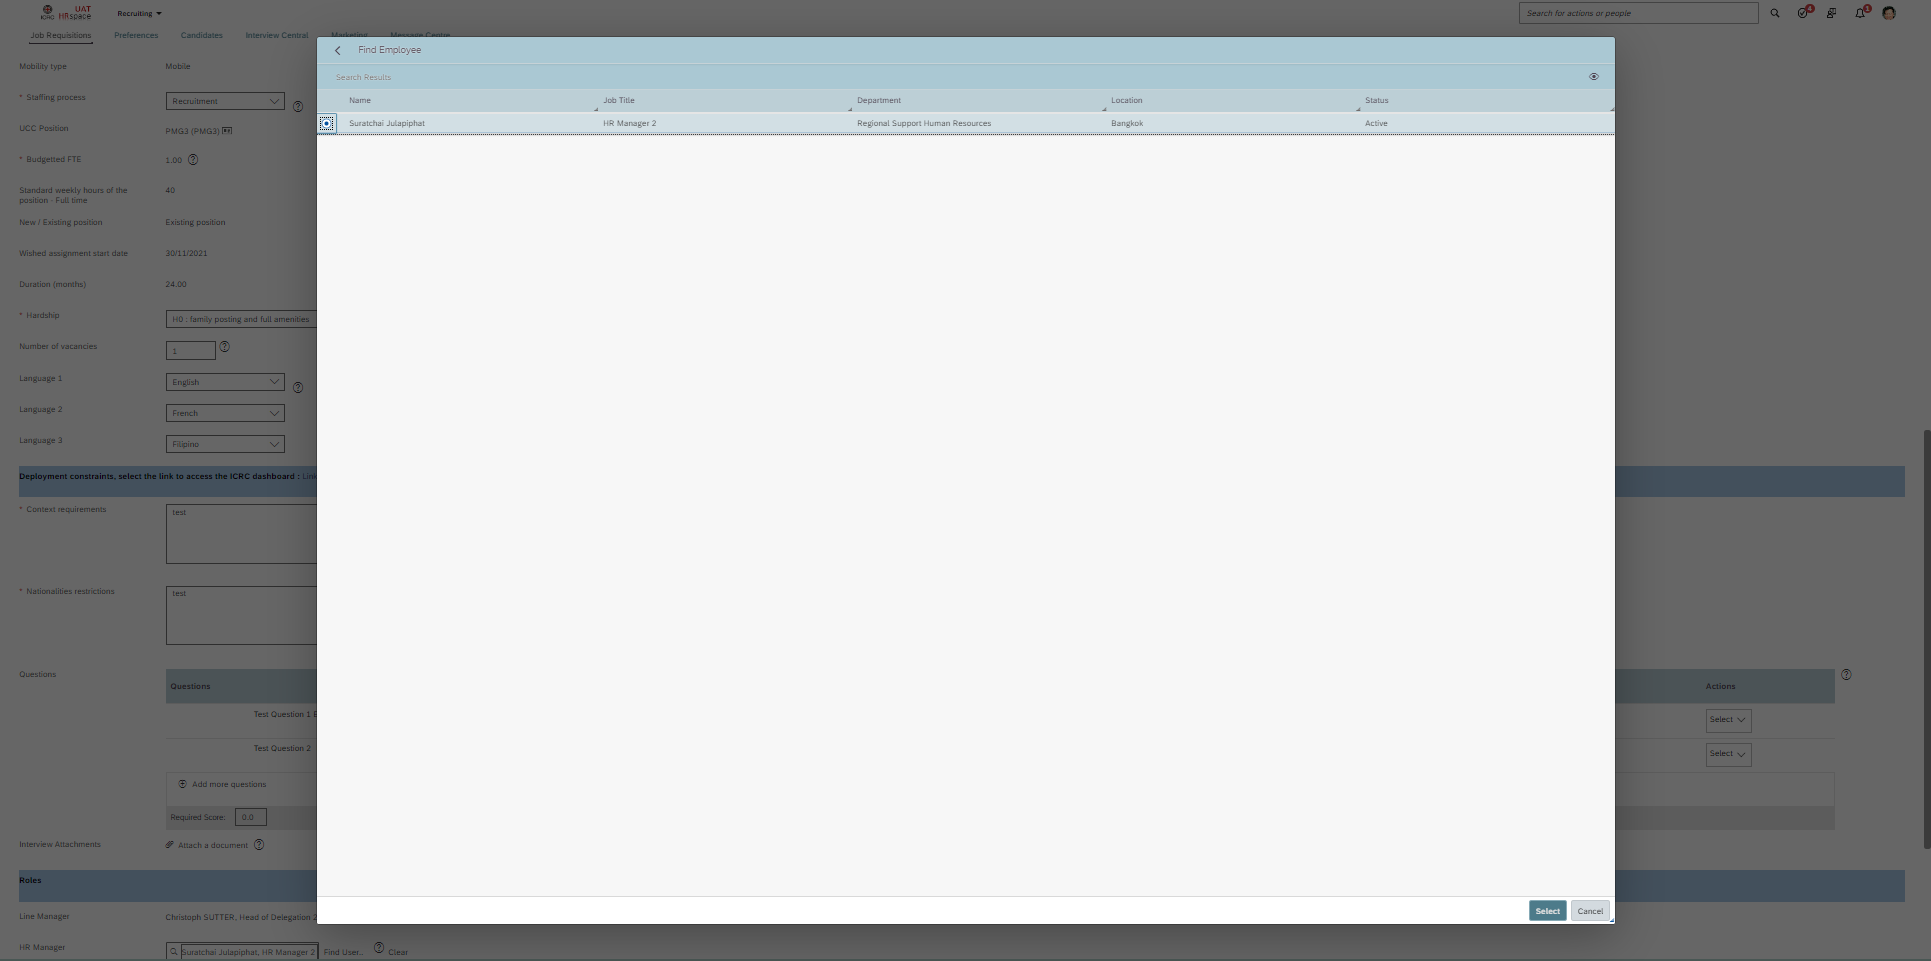 ICRC UAT HRspace
Recruiting
Search for actions or people
4
1
Job Requisitions Preferences Candidates Interview Central Marketing Message Centre
Find Employee
Search Results
Name Job Title Department Location Status
Suratchai Julapiphat HR Manager 2 Regional Support Human Resources Bangkok Active
Mobility type Mobile
* Staffing process Recruitment
UCC Position PMG3 (PMG3)
* Budgetted FTE 1.00
Standard weekly hours of the
position - Full time 40
New / Existing position Existing position
Wished assignment start date 30/11/2021
Duration (months) 24.00
* Hardship H0 : family posting and full amenities
Number of vacancies 1
Language 1 English
Language 2 French
Language 3 Filipino
Deployment constraints, select the link to access the ICRC dashboard : Link
* Context requirements test
* Nationalities restrictions test
Questions Questions Actions
Test Question 1 E Select
Test Question 2 Select
Add more questions
Required Score: 0.0
Interview Attachments Attach a document
Roles
Select Cancel
Line Manager Christoph SUTTER, Head of Delegation 2
HR Manager Suratchai Julapiphat, HR Manager 2 Find User... Clear